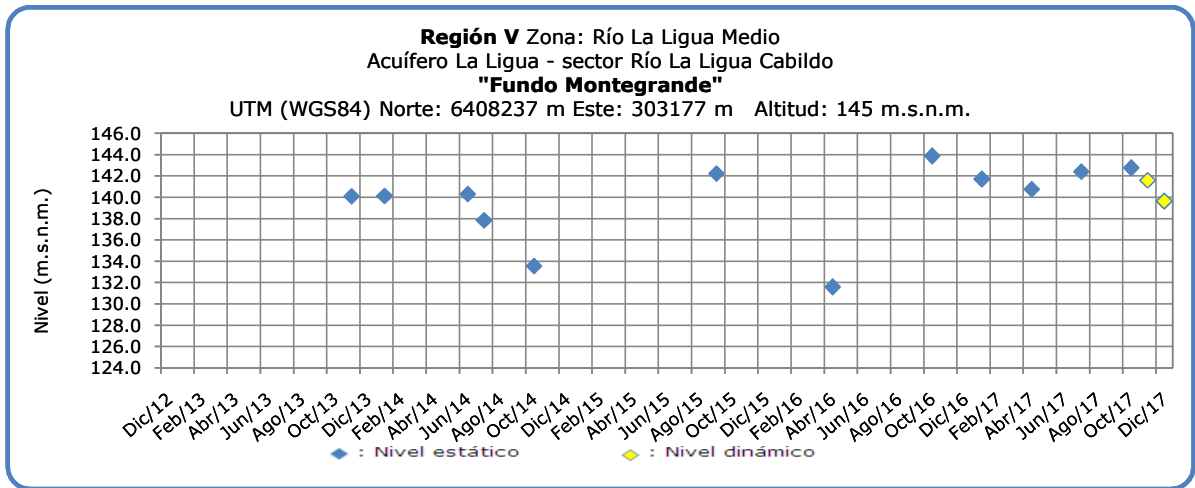 Región V Zona: Río La Ligua Medio
Acuífero La Ligua - sector Río La Ligua Cabildo
"Fundo Montegrande"
UTM (WGS84) Norte: 6408237 m Este: 303177 m Altitud: 145 m.s.n.m.
Nivel (m.s.n.m.)
146.0
144.0
142.0
140.0
138.0
136.0
134.0
132.0
130.0
128.0
126.0
124.0
Dic/12
Feb/13
Abr/13
Jun/13
Ago/13
Oct/13
Dic/13
Feb/14
Abr/14
Jun/14
Ago/14
Oct/14
Dic/14
Feb/15
Abr/15
Jun/15
Ago/15
Oct/15
Dic/15
Feb/16
Abr/16
Jun/16
Ago/16
Oct/16
Dic/16
Feb/17
Abr/17
Jun/17
Ago/17
Oct/17
Dic/17
: Nivel estático
: Nivel dinámico